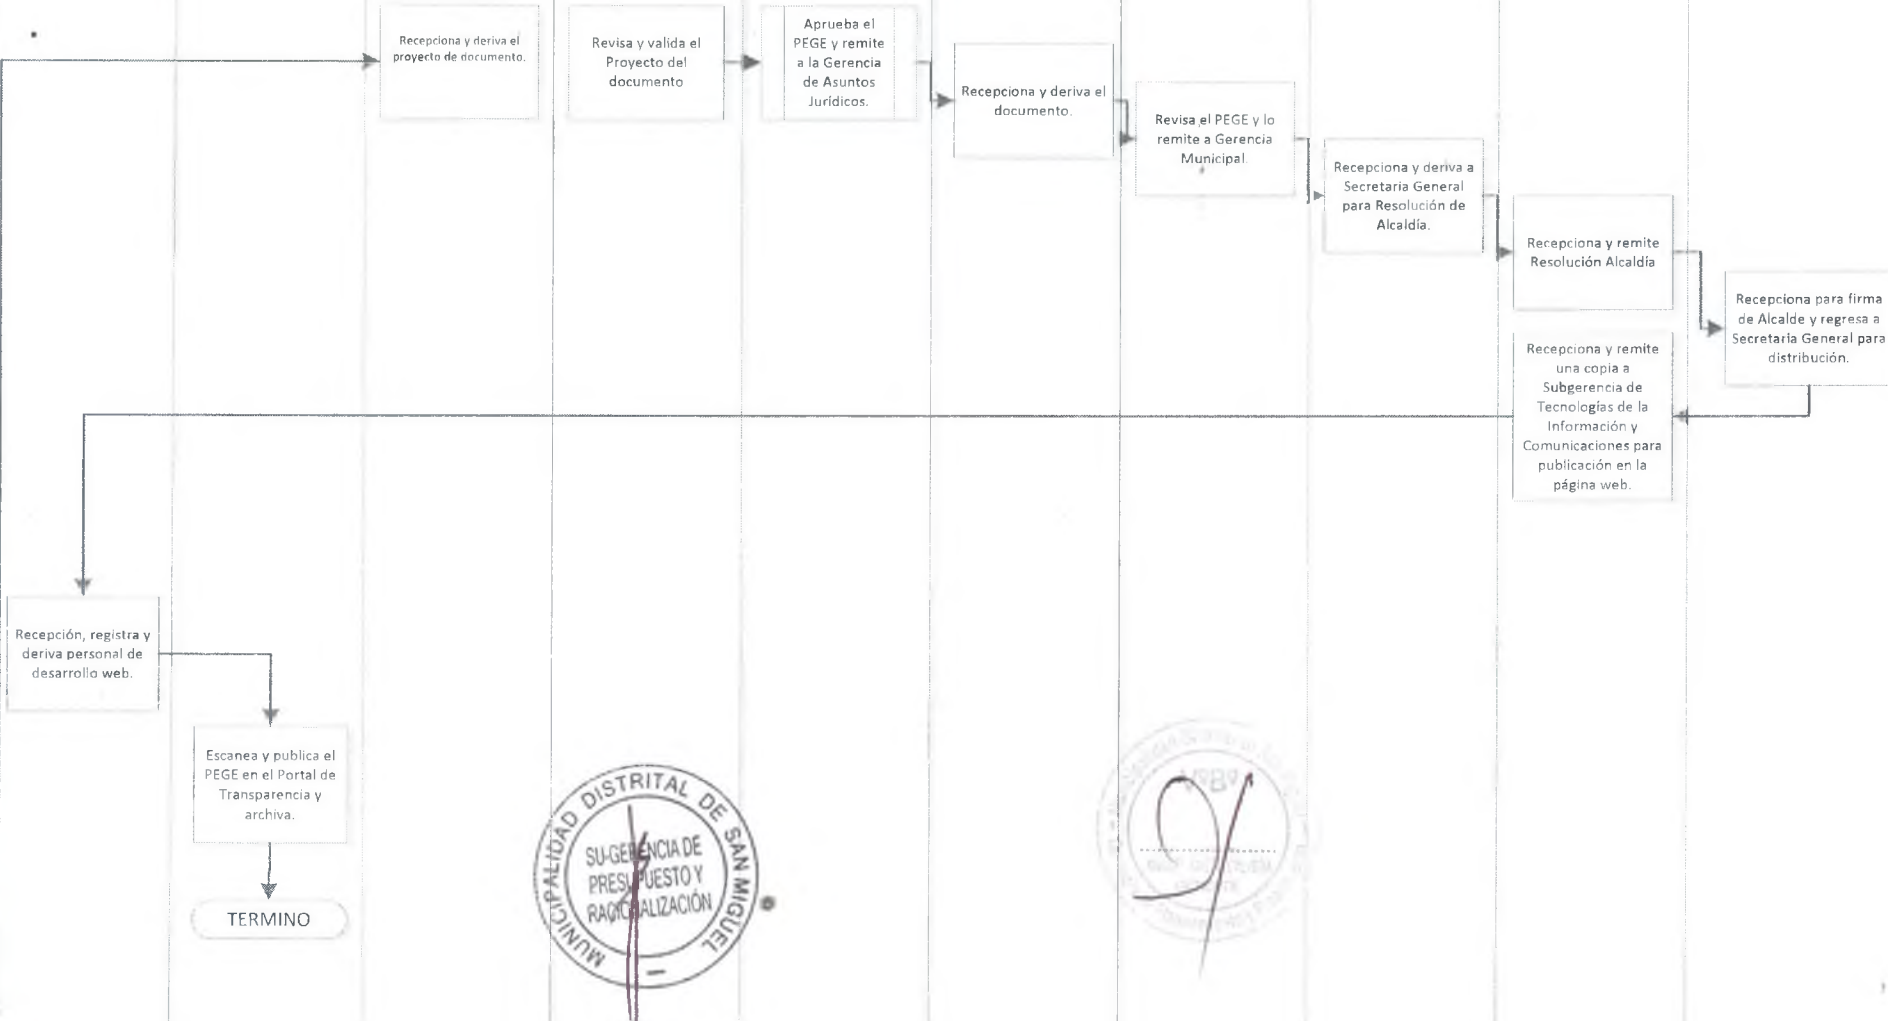 Recepciona y deriva el
proyecto de documento.
Revisa y valida el
Proyecto del
documento
Aprueba el
PEGE y remite
a la Gerencia
de Asuntos
Jurídicos.
Recepciona y deriva el
documento.
Revisa el PEGE y lo
remite a Gerencia
Municipal.
Recepciona y deriva a
Secretaria General
para Resolución de
Alcaldía.
Recepciona y remite
Resolución Alcaldía
Recepciona para firma
de Alcalde y regresa a
Secretaria General para
distribución.
Recepciona y remite
una copia a
Subgerencia de
Tecnologías de la
Información y
Comunicaciones para
publicación en la
página web.
Recepción, registra y
deriva personal de
desarrollo web.
Escanea y publica el
PEGE en el Portal de
Transparencia y
archiva.
TERMINO
MUNICIPALIDAD DISTRITAL DE SAN MIGUEL
SU-GERENCIA DE
PRESUPUESTO Y
RACIONALIZACIÓN
VºBº